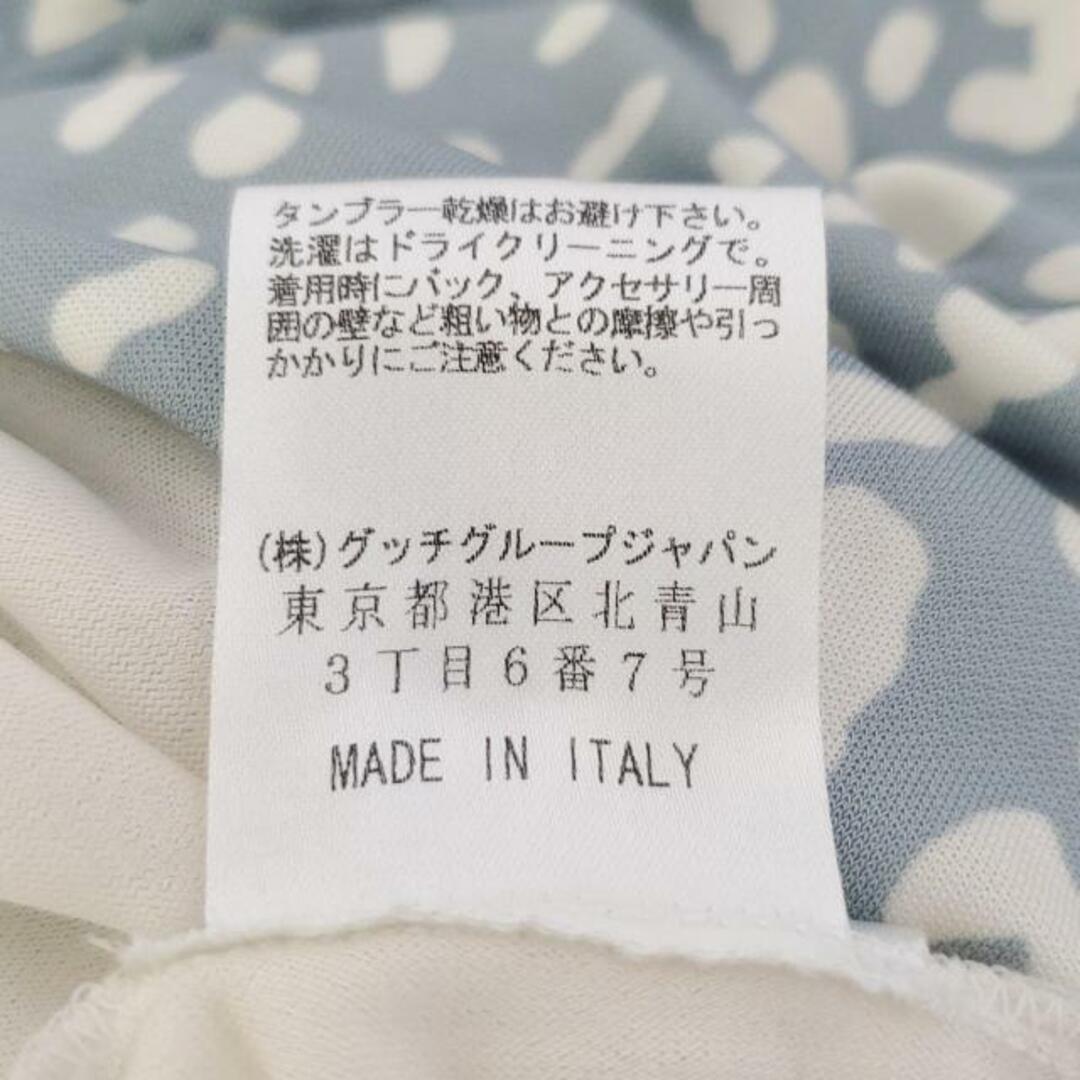 タンブラー乾燥はお避け下さい。
洗濯はドライクリーニングで。
着用時にバック、アクセサリー周
囲の壁など粗い物との摩擦や引っ
かかりにご注意ください。
(株)グッチグループジャパン
東京都港区北青山
3丁目6番7号
MADE IN ITALY